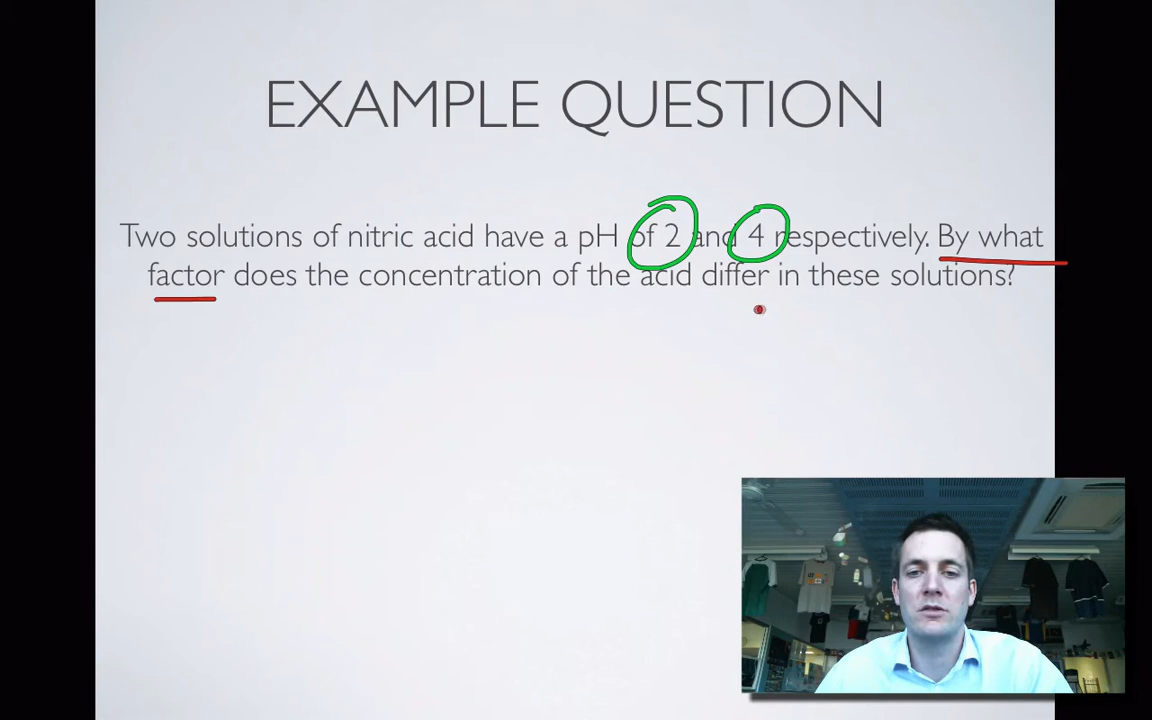 EXAMPLE QUESTION
Two solutions of nitric acid have a pH of 2 and 4 respectively. By what
factor does the concentration of the acid differ in these solutions?